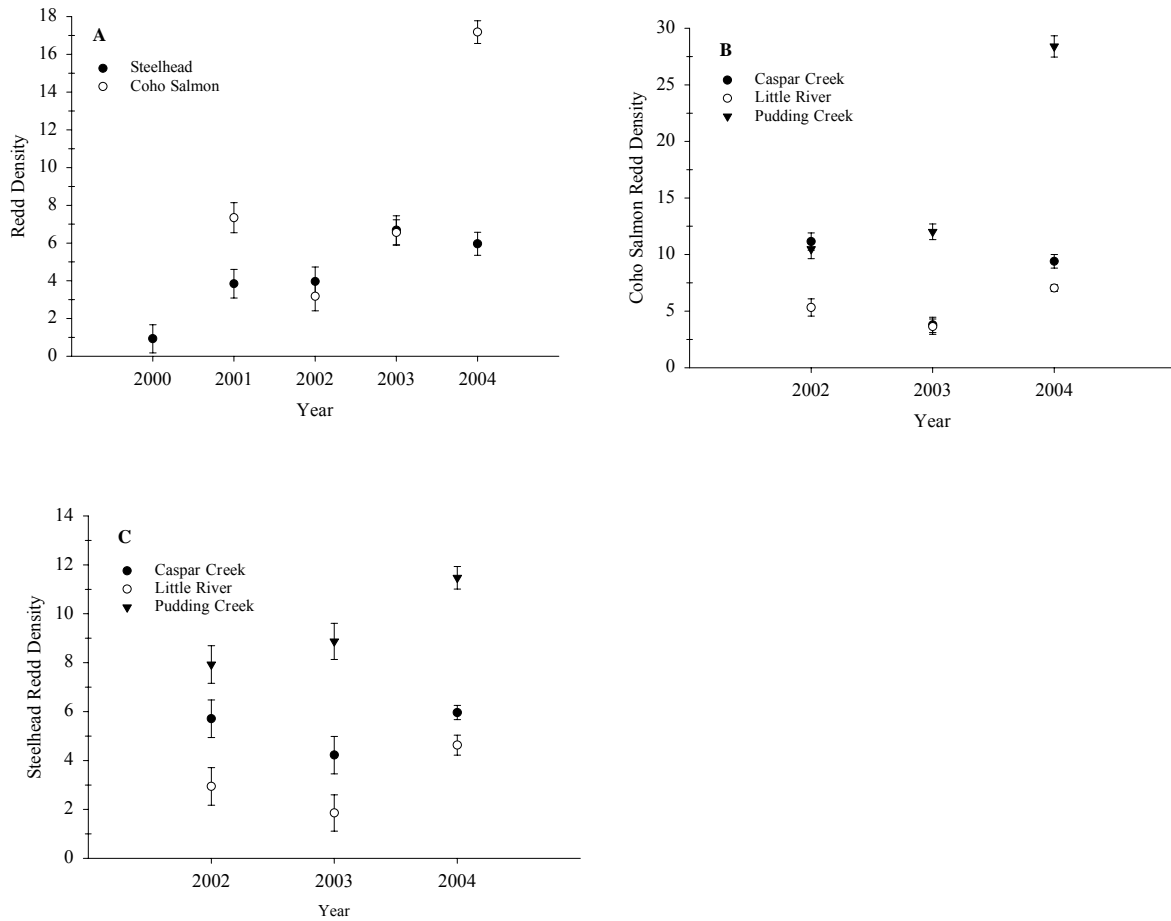 A
Steelhead
Coho Salmon
Redd Density
18
16
14
12
10
8
6
4
2
0
2000 2001 2002 2003 2004
Year
B
Caspar Creek
Little River
Pudding Creek
Coho Salmon Redd Density
30
25
20
15
10
5
0
2002 2003 2004
Year
C
Caspar Creek
Little River
Pudding Creek
Steelhead Redd Density
14
12
10
8
6
4
2
0
2002 2003 2004
Year